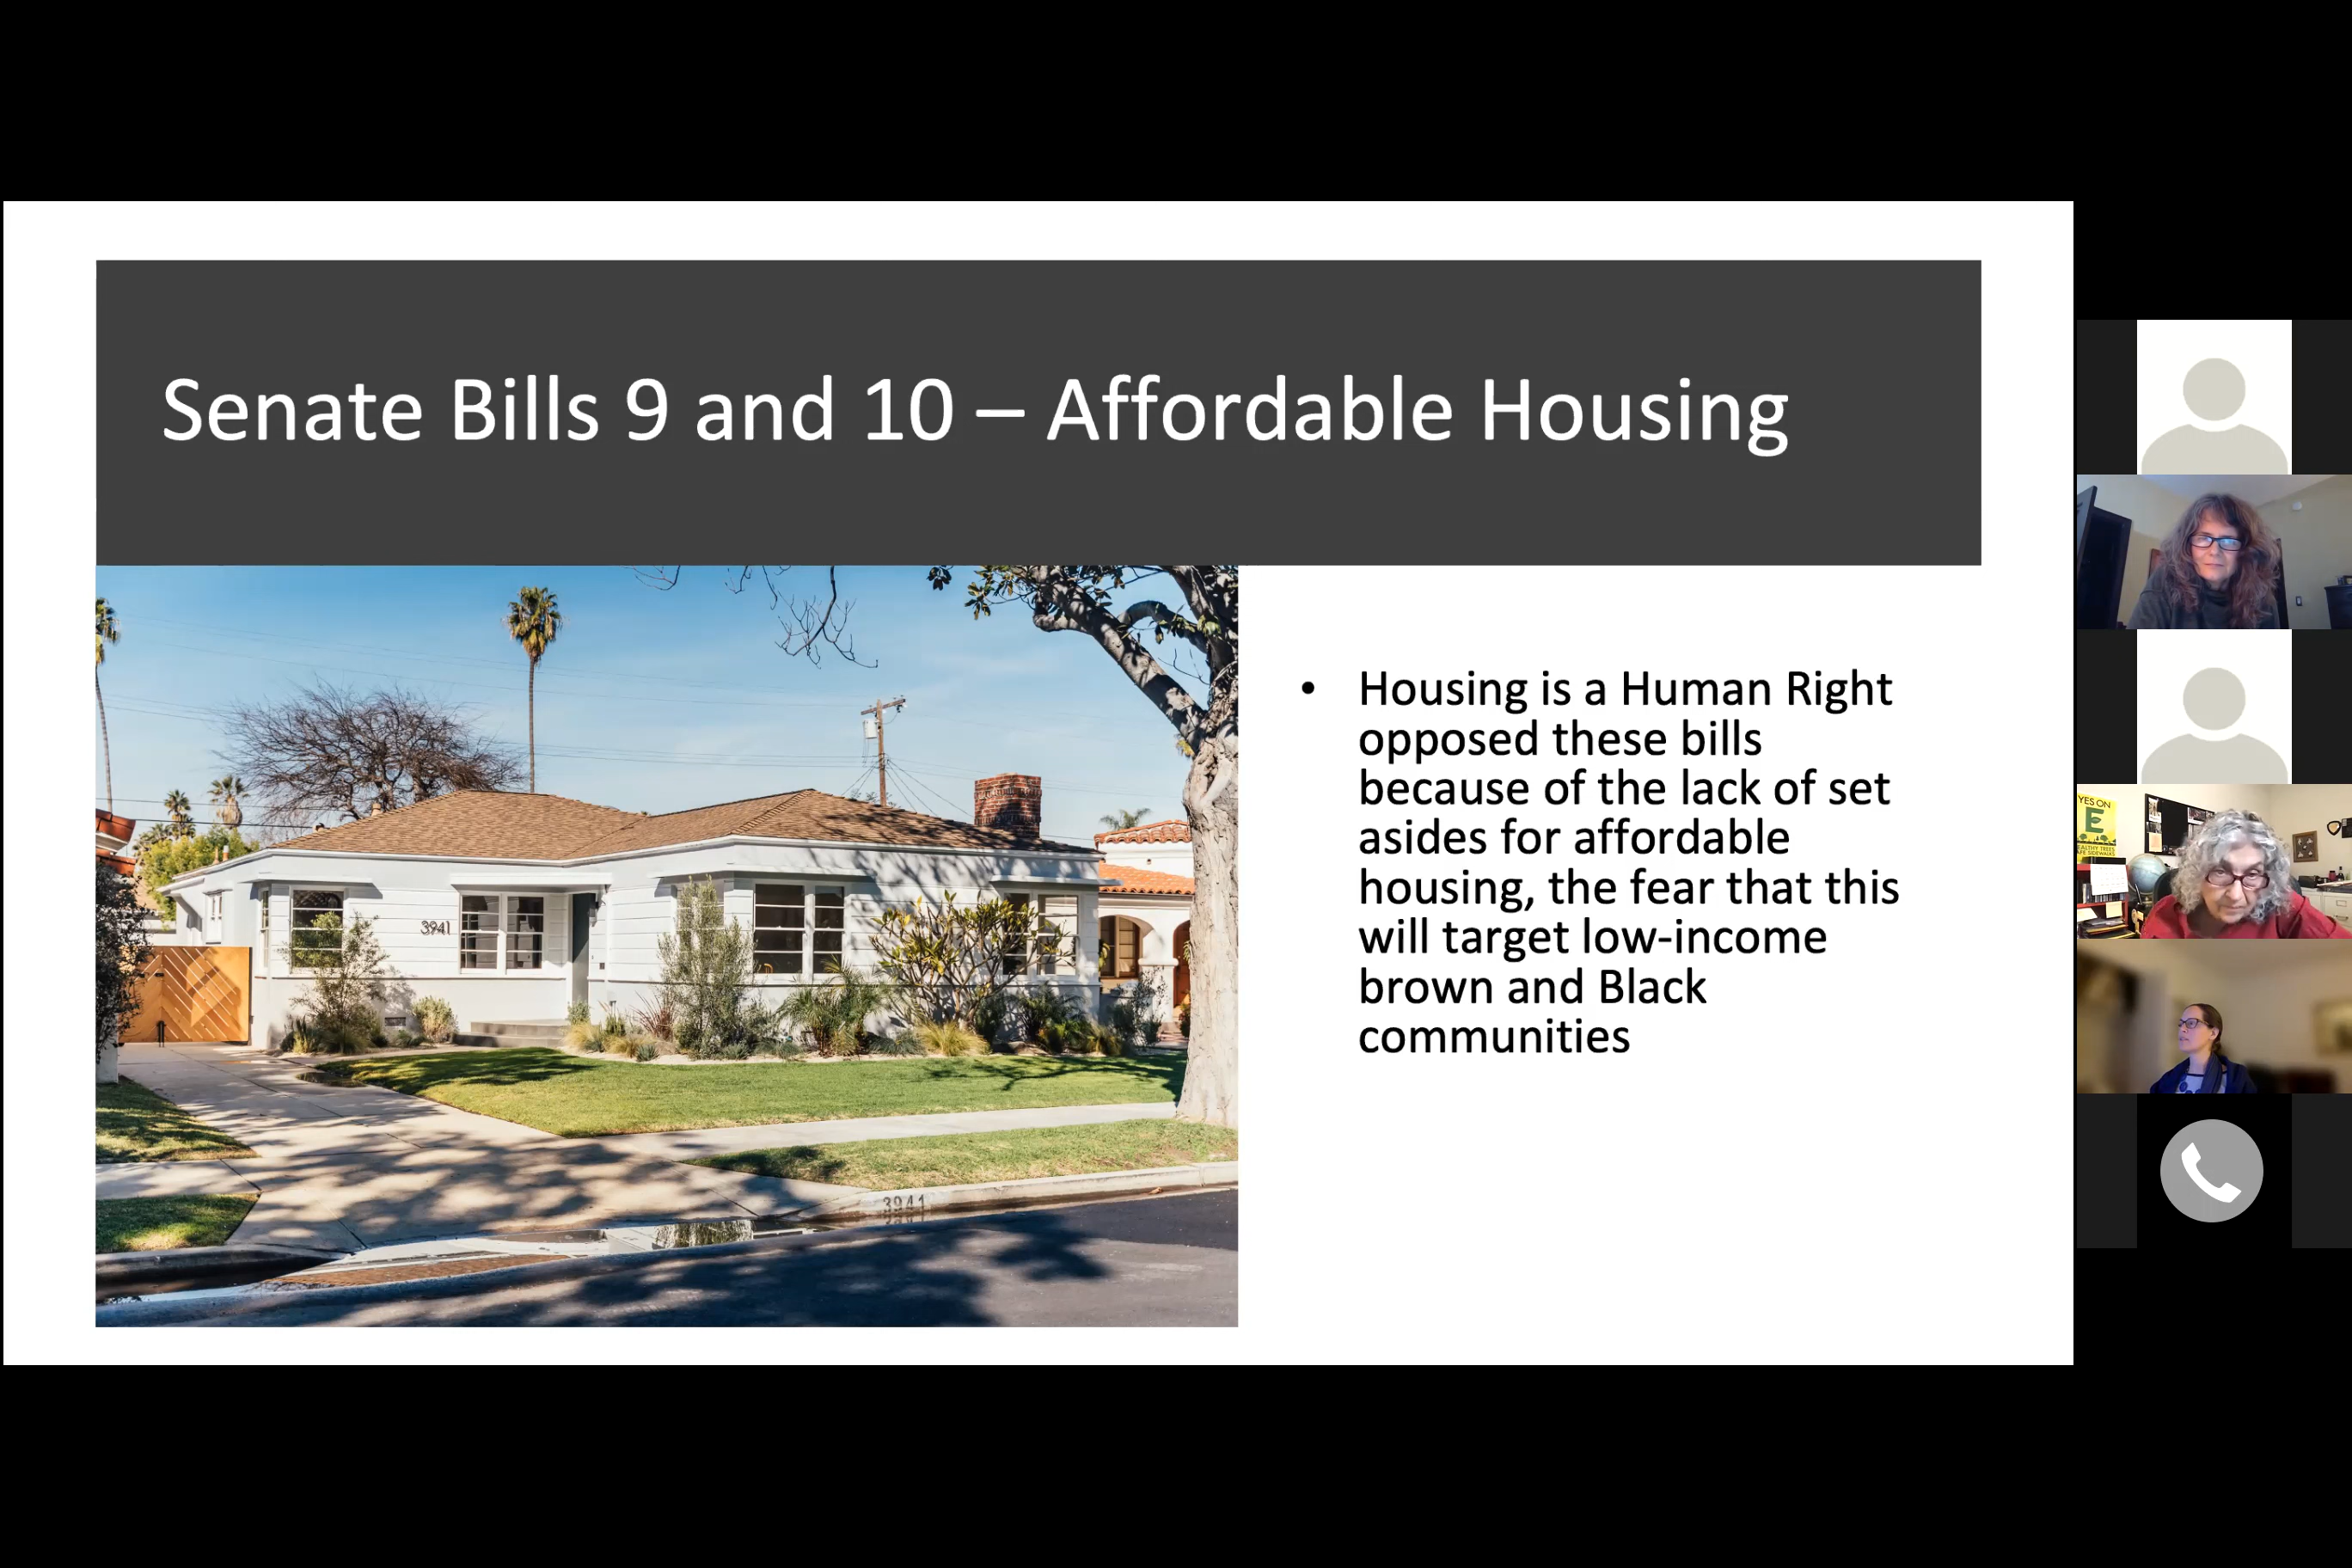 Senate Bills 9 and 10 – Affordable Housing
• Housing is a Human Right
opposed these bills
because of the lack of set
asides for affordable
housing, the fear that this
will target low-income
brown and Black
communities
3941
3941
YES ON
E